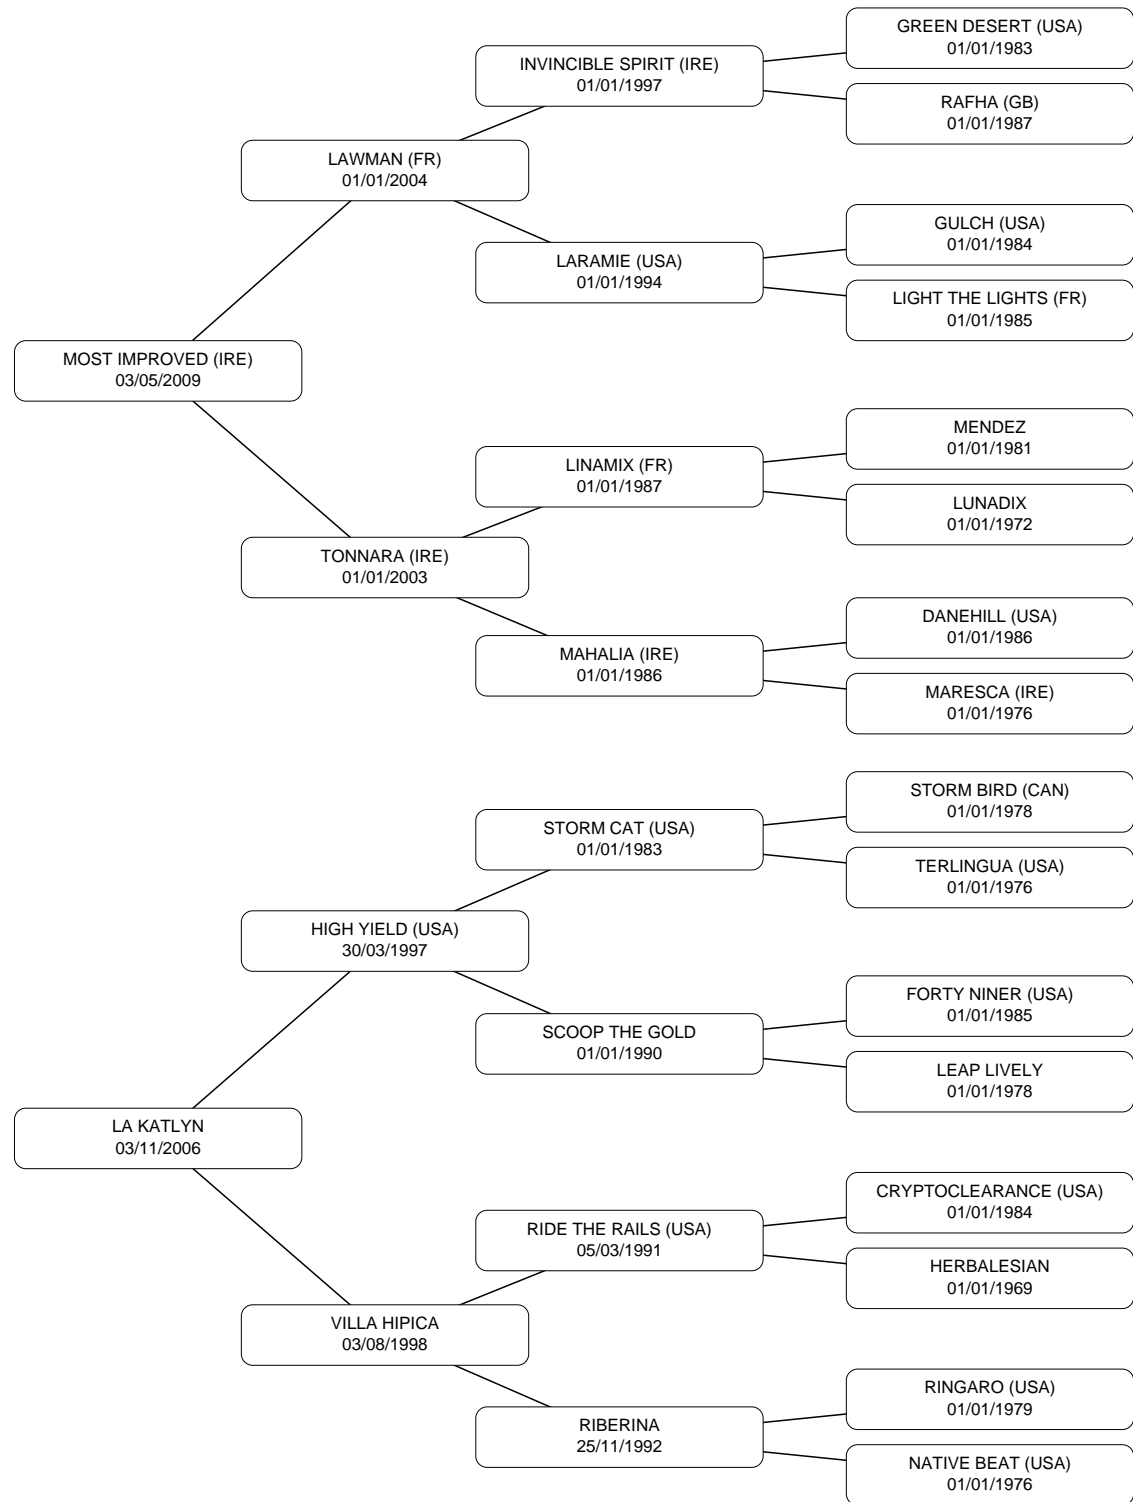 GREEN DESERT (USA)
01/01/1983
INVINCIBLE SPIRIT (IRE)
01/01/1997
RAFHA (GB)
01/01/1987
LAWMAN (FR)
01/01/2004
GULCH (USA)
01/01/1984
LARAMIE (USA)
01/01/1994
LIGHT THE LIGHTS (FR)
01/01/1985
MOST IMPROVED (IRE)
03/05/2009
MENDEZ
01/01/1981
LINAMIX (FR)
01/01/1987
LUNADIX
01/01/1972
TONNARA (IRE)
01/01/2003
DANEHILL (USA)
01/01/1986
MAHALIA (IRE)
01/01/1986
MARESCA (IRE)
01/01/1976
STORM BIRD (CAN)
01/01/1978
STORM CAT (USA)
01/01/1983
TERLINGUA (USA)
01/01/1976
HIGH YIELD (USA)
30/03/1997
FORTY NINER (USA)
01/01/1985
SCOOP THE GOLD
01/01/1990
LEAP LIVELY
01/01/1978
LA KATLYN
03/11/2006
CRYPTOCLEARANCE (USA)
01/01/1984
RIDE THE RAILS (USA)
05/03/1991
HERBALESIAN
01/01/1969
VILLA HIPICA
03/08/1998
RINGARO (USA)
01/01/1979
RIBERINA
25/11/1992
NATIVE BEAT (USA)
01/01/1976